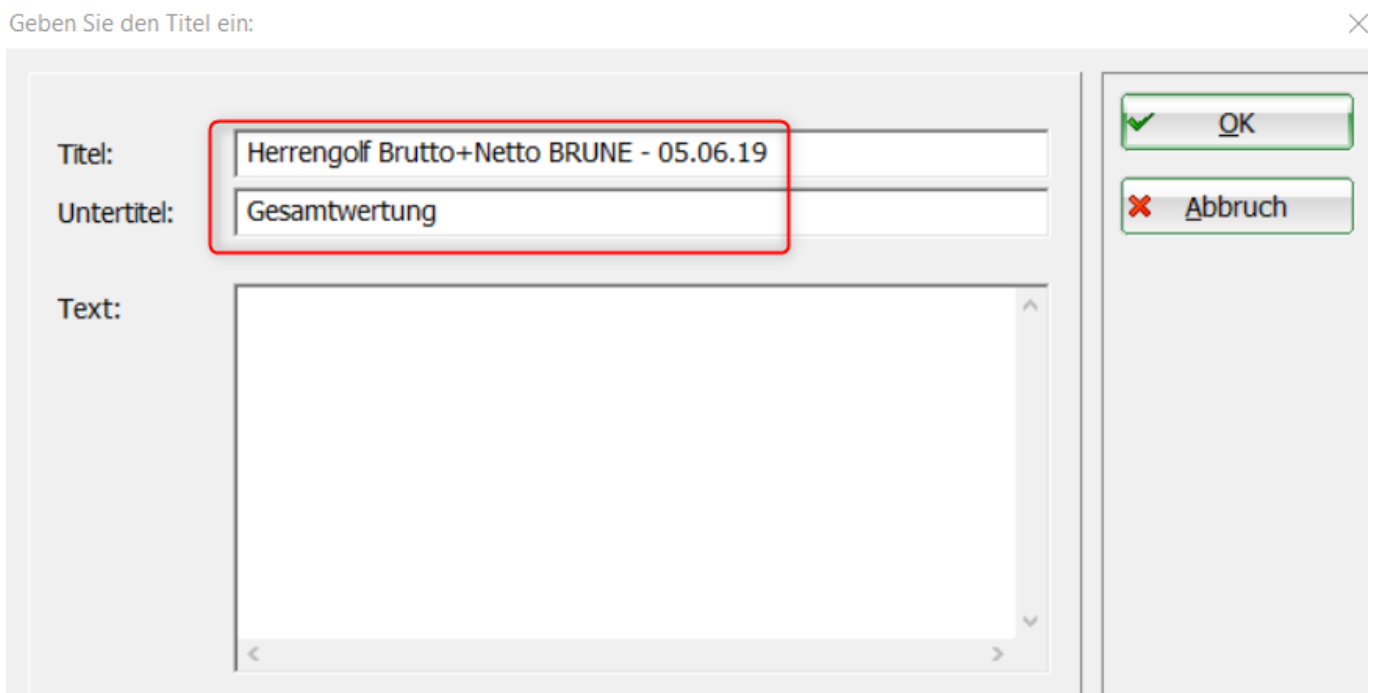 Geben Sie den Titel ein:
Titel: Herrengolf Brutto+Netto BRUNE - 05.06.19
Untertitel: Gesamtwertung
Text:
OK
Abbruch